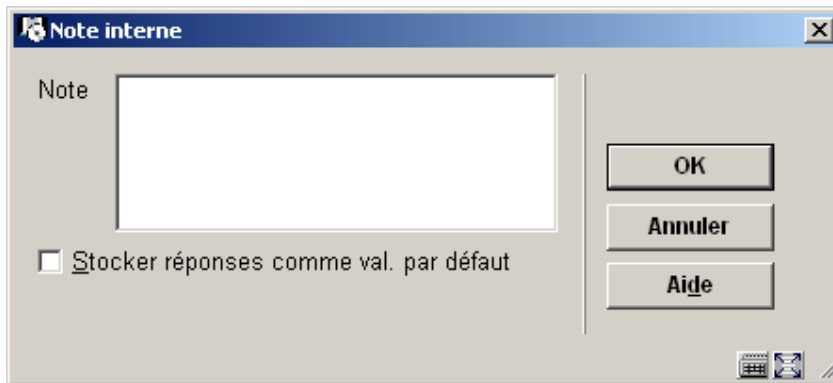 Note interne
Note
OK
Annuler
Stocker réponses comme val. par défaut
Aide